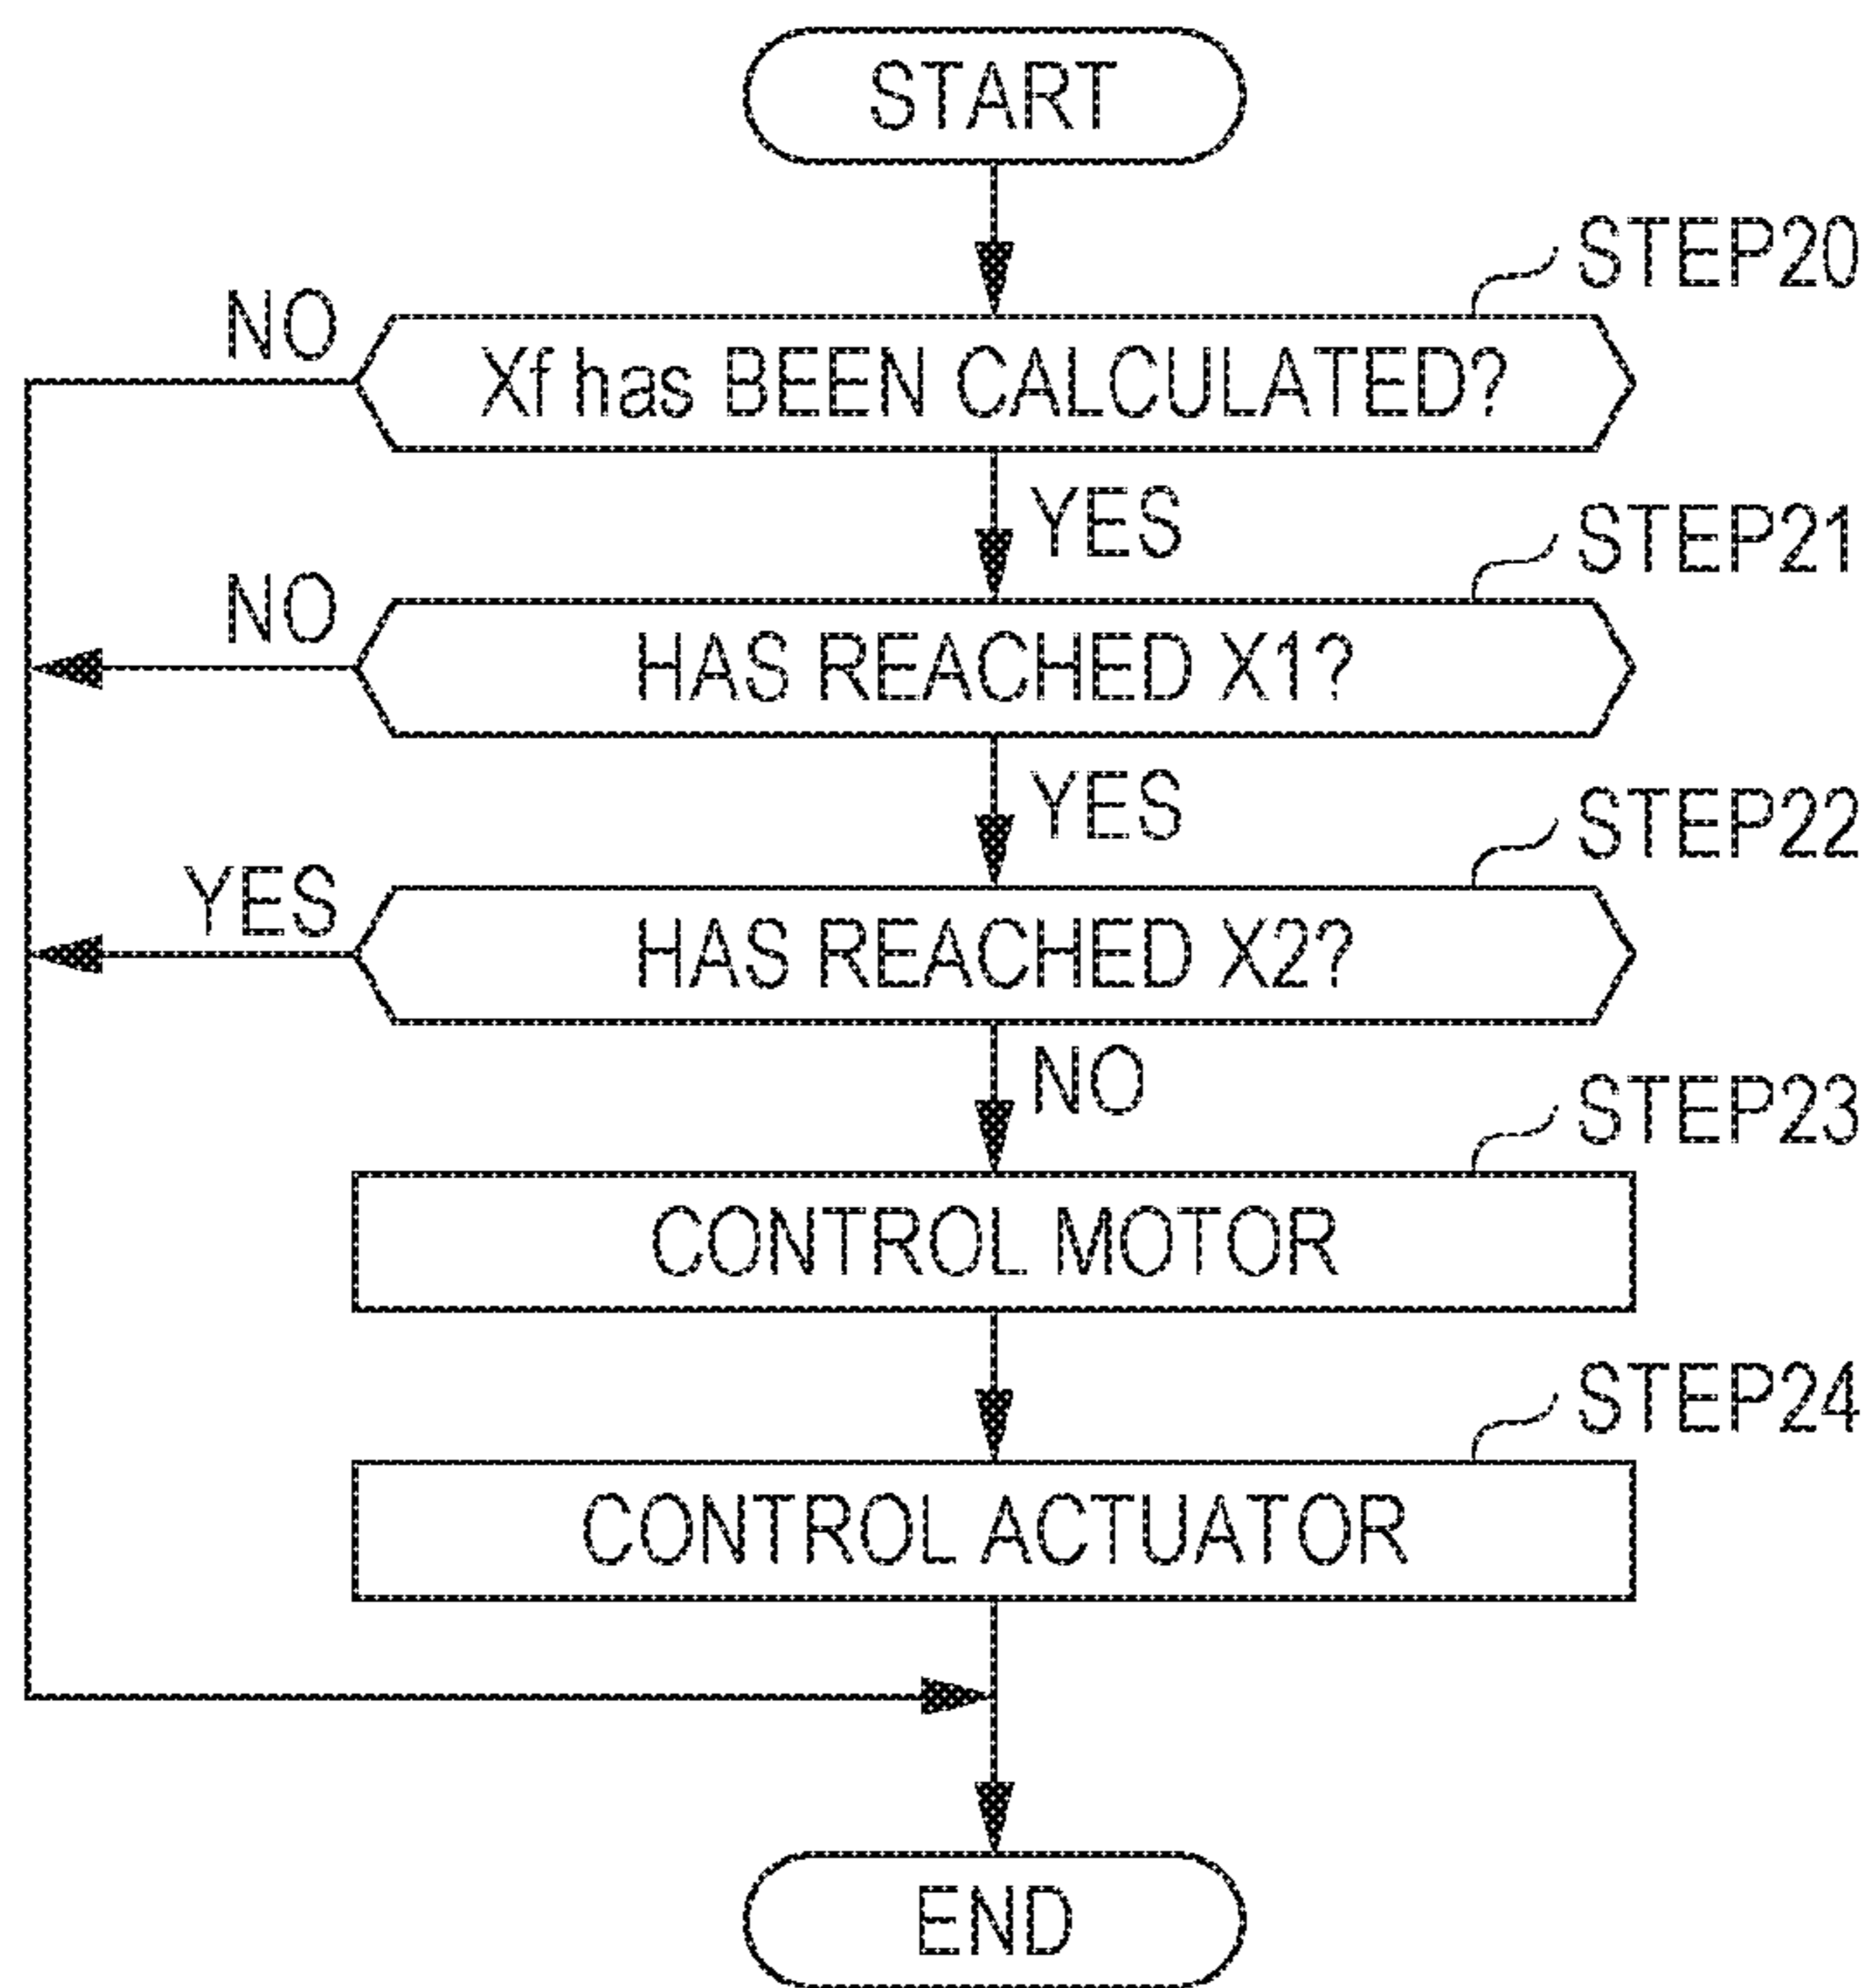 START
STEP20
NO
Xf has BEEN CALCULATED?
YES
STEP21
NO
HAS REACHED X1?
YES
STEP22
YES
HAS REACHED X2?
NO
STEP23
CONTROL MOTOR
STEP24
CONTROL ACTUATOR
END